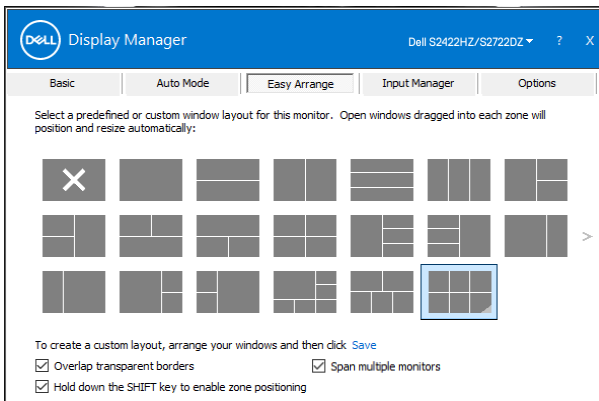 DELL Display Manager
Dell S2422HZ/S2722DZ ? X
Basic Auto Mode Easy Arrange Input Manager Options
Select a predefined or custom window layout for this monitor. Open windows dragged into each zone will
position and resize automatically:
>
To create a custom layout, arrange your windows and then click Save
Overlap transparent borders Span multiple monitors
Hold down the SHIFT key to enable zone positioning